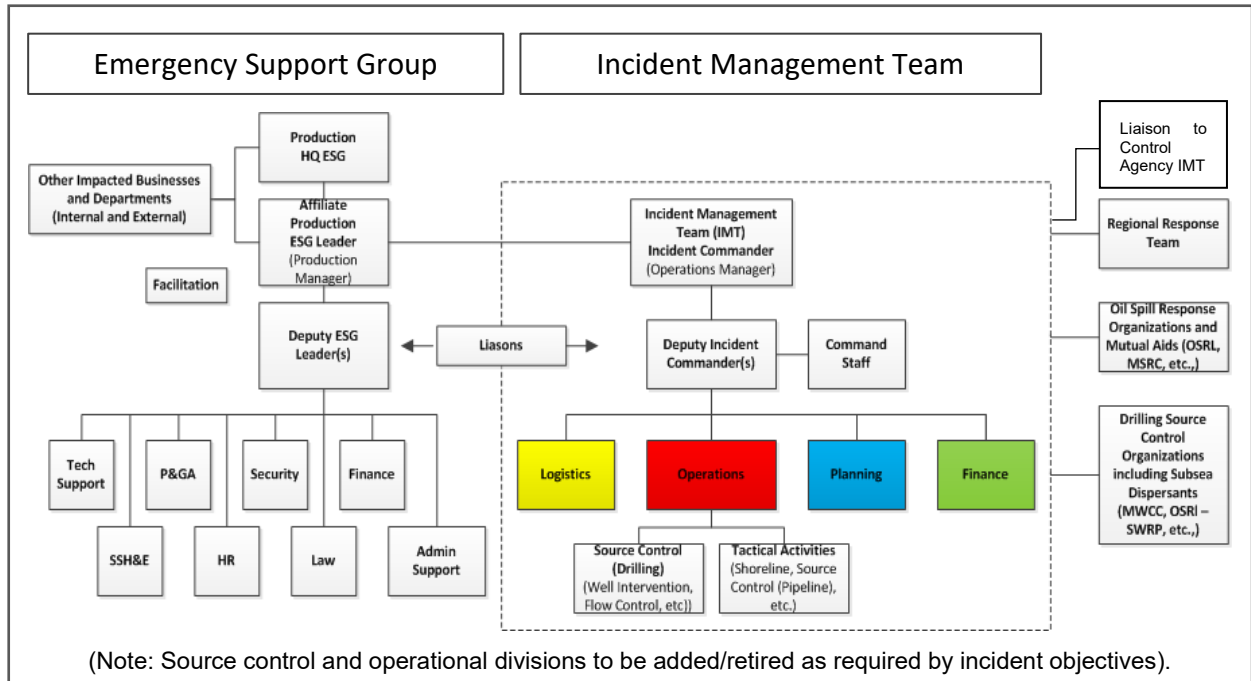 Emergency Support Group
Incident Management Team
Production
HQ ESG
Other Impacted Businesses
and Departments
(Internal and External)
Affiliate
Production
ESG Leader
(Production
Manager)
Facilitation
Deputy ESG
Leader(s)
Liasons
Tech
Support
P&GA
Security
Finance
SSH&E
HR
Law
Admin
Support
Incident Management
Team (IMT)
Incident Commander
(Operations Manager)
Deputy Incident
Commander(s)
Command
Staff
Logistics
Operations
Planning
Finance
Source Control
(Drilling)
(Well Intervention,
Flow Control, etc))
Tactical Activities
(Shoreline, Source
Control (Pipeline),
etc.)
Liaison to
Control
Agency IMT
Regional Response
Team
Oil Spill Response
Organizations and
Mutual Aids (OSRL,
MSRC, etc.,)
Drilling Source
Control
Organizations
including Subsea
Dispersants
(MWCC, OSRl –
SWRP, etc.,)
(Note: Source control and operational divisions to be added/retired as required by incident objectives).